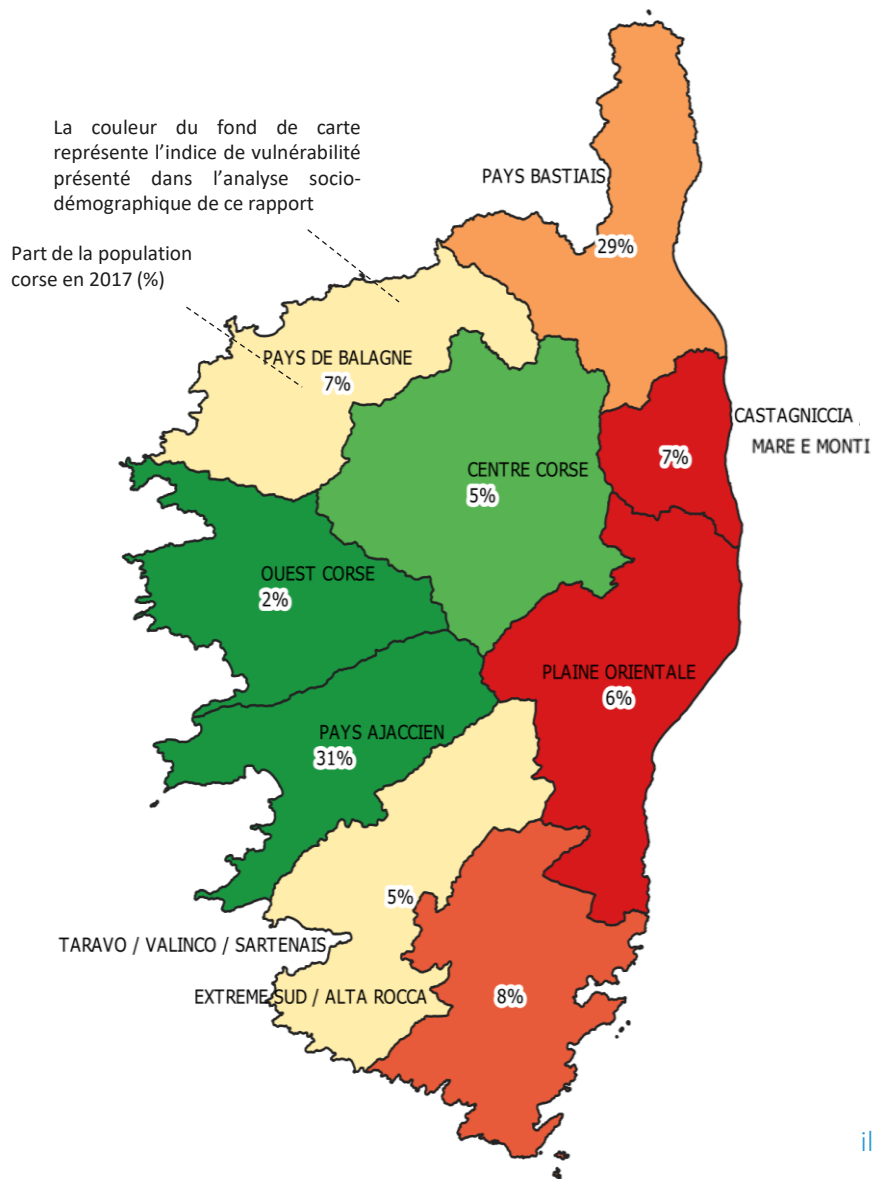 La couleur du fond de carte
représente l’indice de vulnérabilité
présenté dans l’analyse socio-
démographique de ce rapport
Part de la population
corse en 2017 (%)
PAYS BASTIAIS
29%
PAYS DE BALAGNE
7%
CASTAGNICCIA
MARE E MONTI
7%
CENTRE CORSE
5%
OUEST CORSE
2%
PLAINE ORIENTALE
6%
PAYS AJACCIEN
31%
5%
TARAVO / VALINCO / SARTENAIS
EXTREME SUD / ALTA ROCCA
8%
il